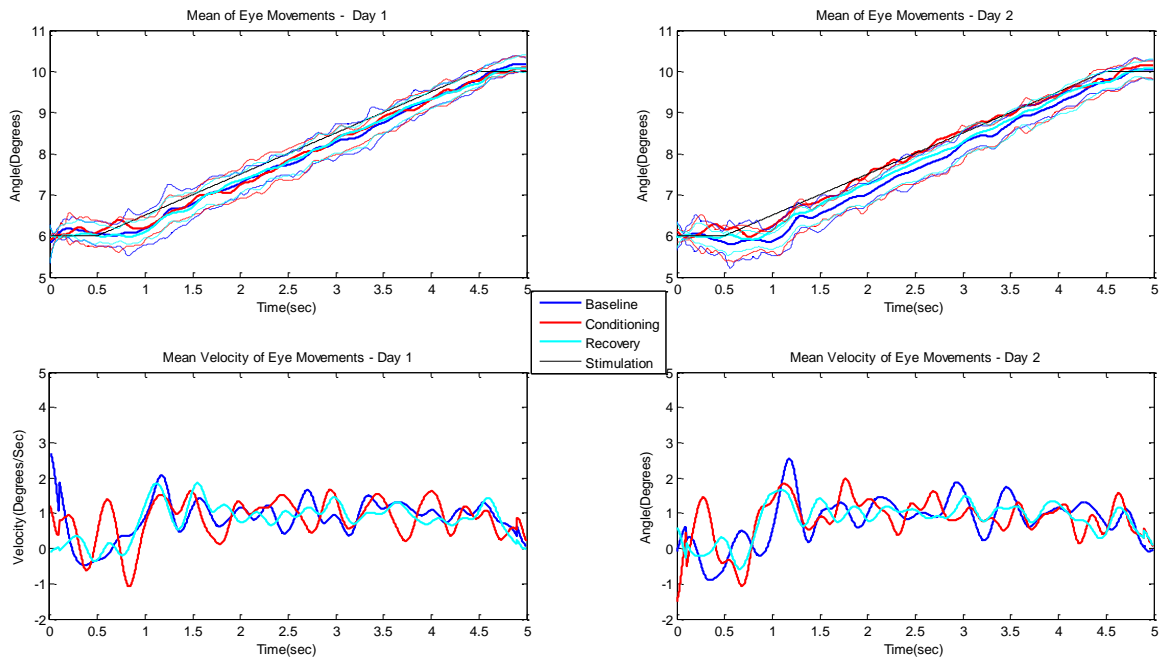 Mean of Eye Movements - Day 1
11
10
9
8
7
6
5
Angle(Degrees)
0 0.5 1 1.5 2 2.5 3 3.5 4 4.5 5
Time(sec)
Mean of Eye Movements - Day 2
11
10
9
8
7
6
5
Angle(Degrees)
0 0.5 1 1.5 2 2.5 3 3.5 4 4.5 5
Time(sec)
Baseline
Conditioning
Recovery
Stimulation
Mean Velocity of Eye Movements - Day 1
5
4
3
2
1
0
-1
-2
Velocity(Degrees/Sec)
0 0.5 1 1.5 2 2.5 3 3.5 4 4.5 5
Time(sec)
Mean Velocity of Eye Movements - Day 2
5
4
3
2
1
0
-1
-2
Angle(Degrees)
0 0.5 1 1.5 2 2.5 3 3.5 4 4.5 5
Time(sec)